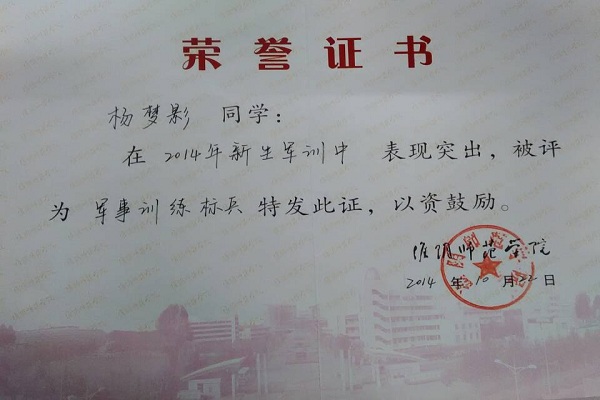 荣誉证书
杨梦影 同学：
在 2014年新生军训中 表现突出，被评
为 军事训练标兵 特发此证，以资鼓励。
淮阴师范学院
2014 年 10 月 22 日